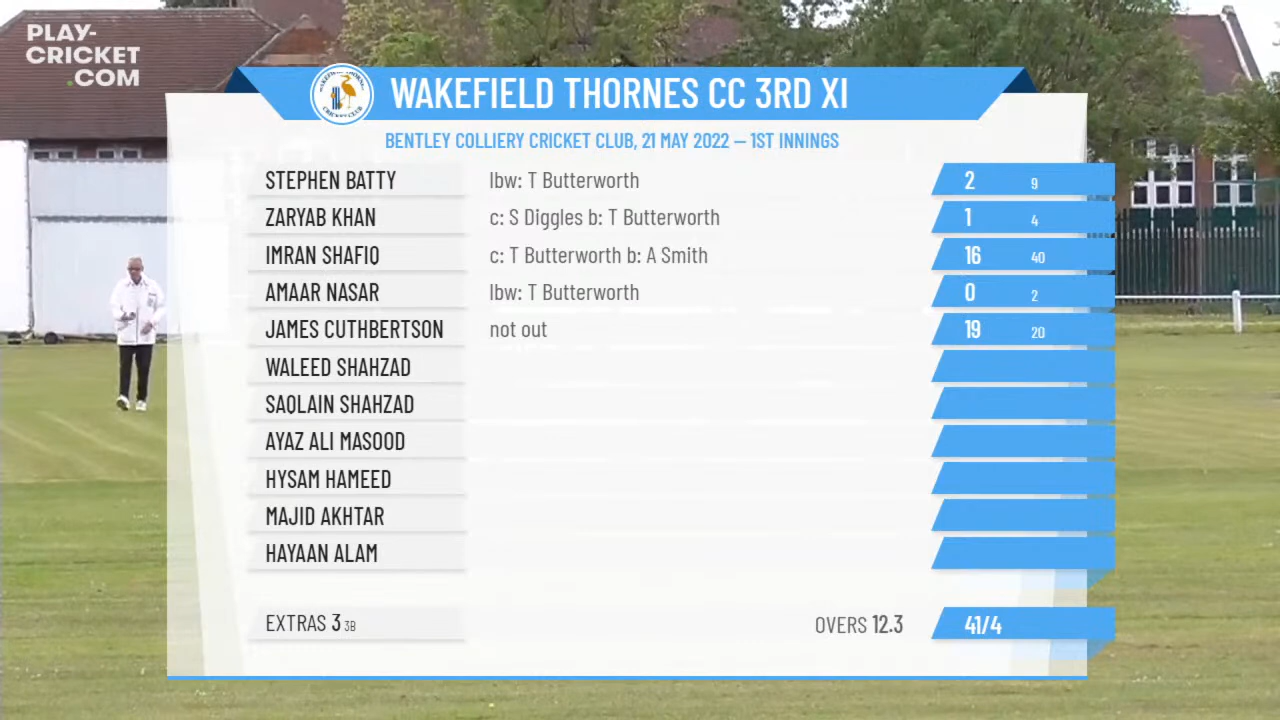 PLAY-
CRICKET
.COM
WAKEFIELD THORNES CC 3RD XI
BENTLEY COLLIERY CRICKET CLUB, 21 MAY 2022 – 1ST INNINGS
STEPHEN BATTY lbw: T Butterworth 2 9
ZARYAB KHAN c: S Diggles b: T Butterworth 1 4
IMRAN SHAFIQ c: T Butterworth b: A Smith 16 40
AMAAR NASAR lbw: T Butterworth 0 2
JAMES CUTHBERTSON not out 19 20
WALEED SHAHZAD
SAQLAIN SHAHZAD
AYAZ ALI MASOOD
HYSAM HAMEED
MAJID AKHTAR
HAYAAN ALAM
EXTRAS 3 3B OVERS 12.3 41/4